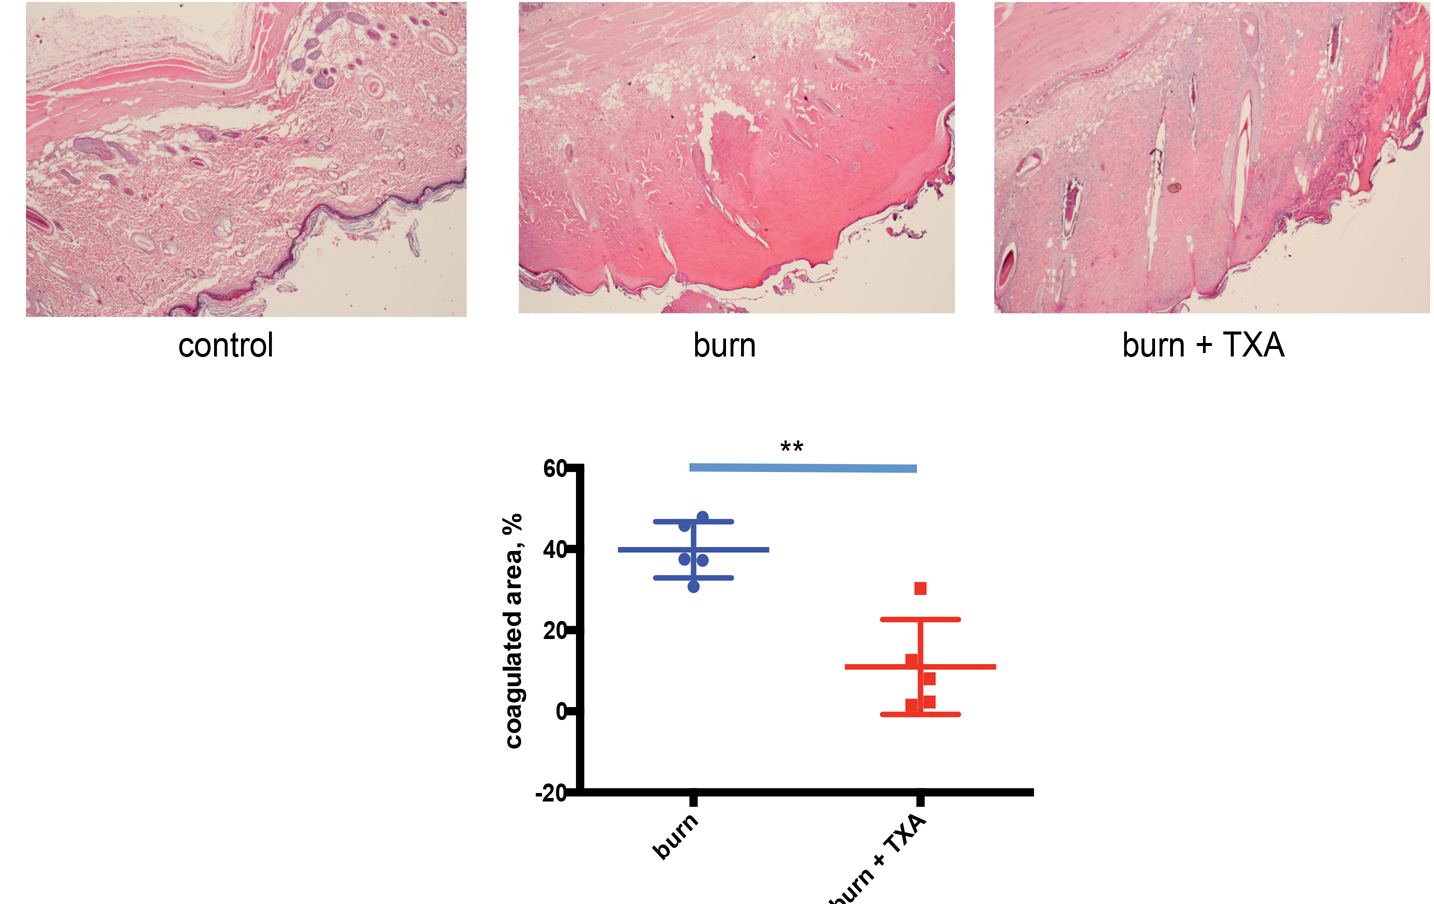 control
burn
burn + TXA
**
60
40
20
0
-20
coagulated area, %
burn
burn + TXA